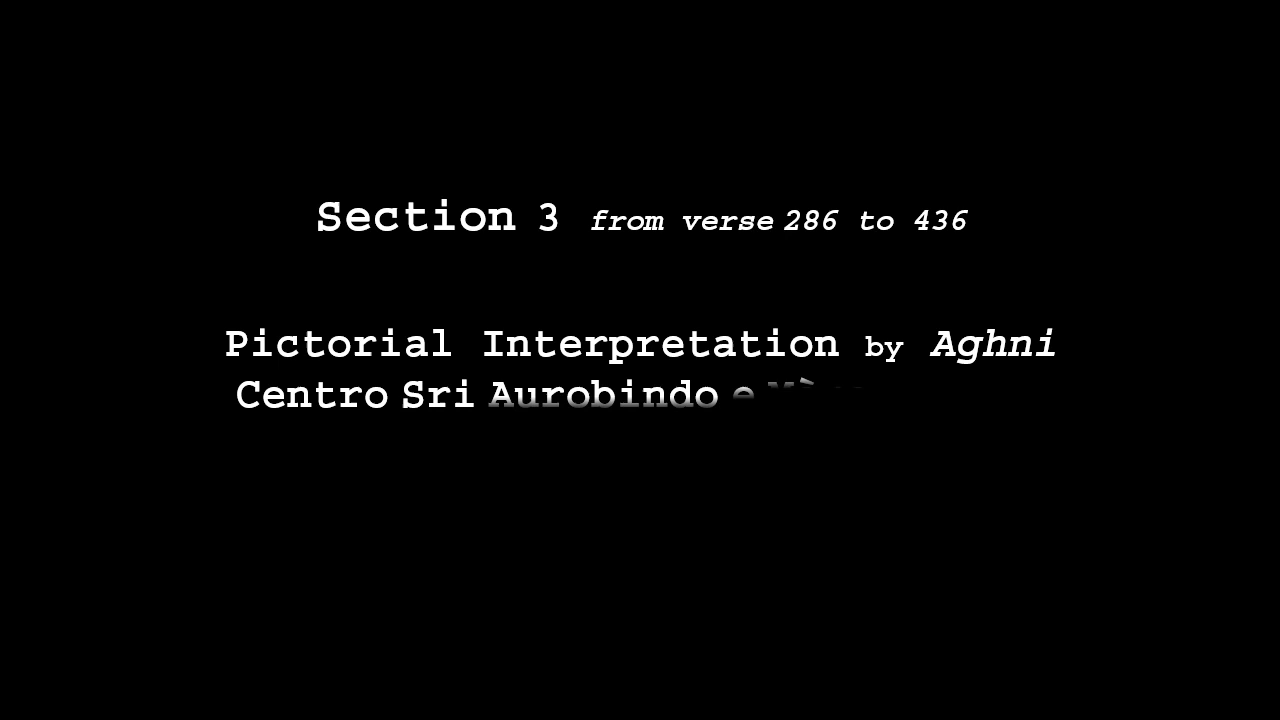 Section 3 from verse 286 to 436
Pictorial Interpretation by Aghni
Centro Sri Aurobindo e